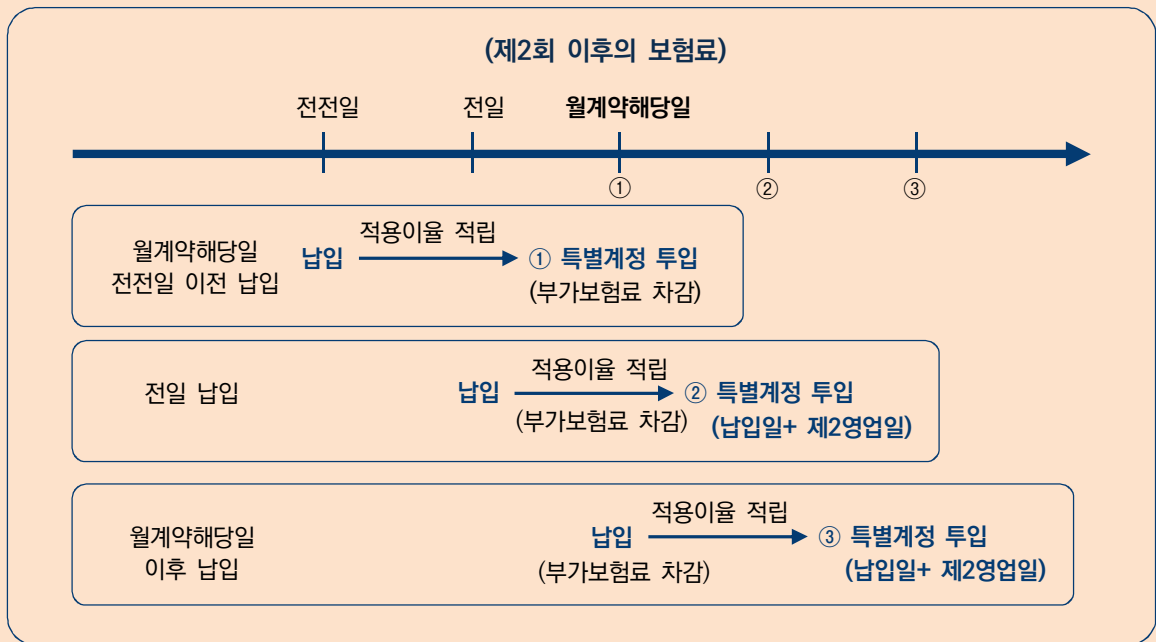 (제2회 이후의 보험료)
전전일 전일 월계약해당일
① ② ③
월계약해당일
전전일 이전 납입
납입 적용이율 적립 ① 특별계정 투입
(부가보험료 차감)
전일 납입
납입 적용이율 적립 ② 특별계정 투입
(부가보험료 차감) (납입일+ 제2영업일)
월계약해당일
이후 납입
납입 적용이율 적립 ③ 특별계정 투입
(부가보험료 차감) (납입일+ 제2영업일)